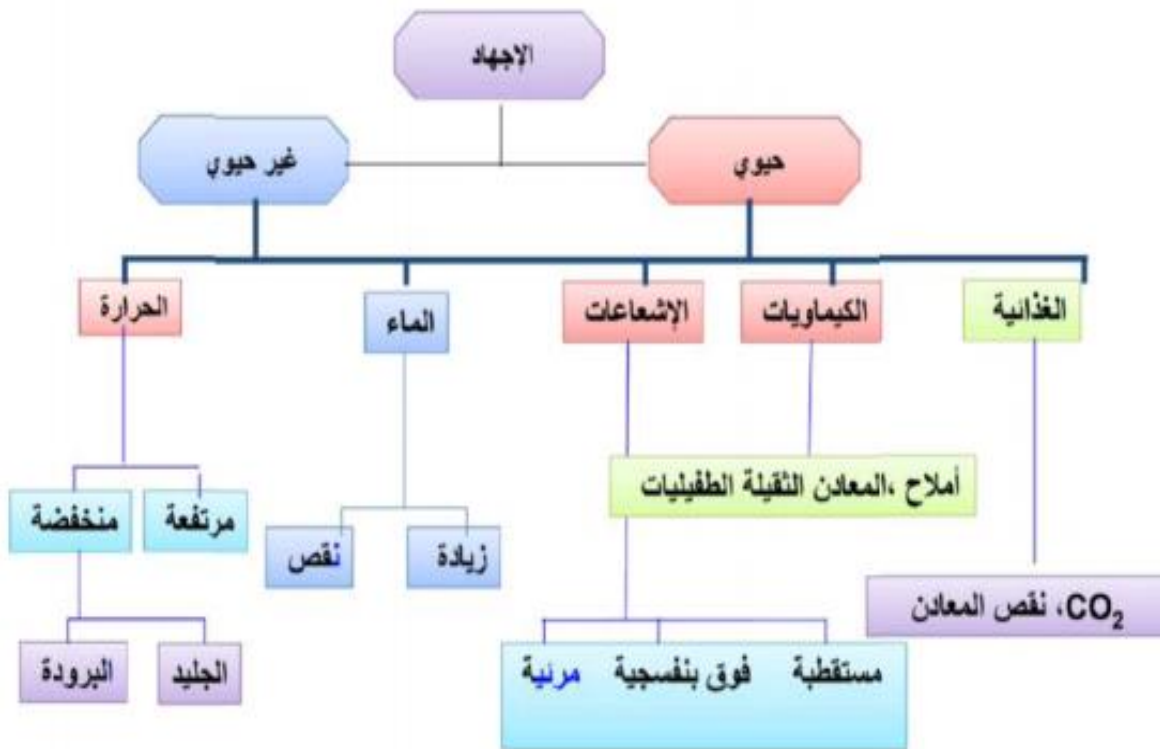 الإجهاد
حيوي
غير حيوي
الغذائية
الكيماويات
الإشعاعات
الماء
الحرارة
أملاح ،المعادن الثقيلة الطفيليات
مرتفعة
منخفضة
زيادة
نقص
CO₂، نقص المعادن
مستقطبة فوق بنفسجية مرئية
الجليد
البرودة